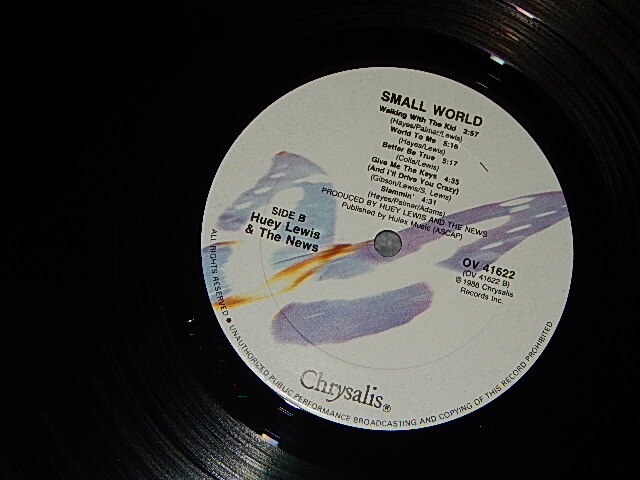 SMALL WORLD
Walking With The Kid 3:57
(Hayes/Palmer/Lewis)
World To Me 5:16
(Hayes/Lewis)
Better Be True 5:17
(Colla/Lewis)
Give Me The Keys 4:35
(And I'll Drive You Crazy)
(Gibson/Lewis/S. Lewis)
Slammin' 4:31
(Hayes/Palmer/Adams)
PRODUCED BY HUEY LEWIS AND THE NEWS
Published by Hulex Music (ASCAP)
SIDE B
Huey Lewis
& The News
OV 41622
(OV 41622 B)
℗ 1988 Chrysalis
Records Inc.
Chrysalis®
ALL RIGHTS RESERVED ● UNAUTHORIZED PUBLIC PERFORMANCE BROADCASTING AND COPYING OF THIS RECORD PROHIBITED